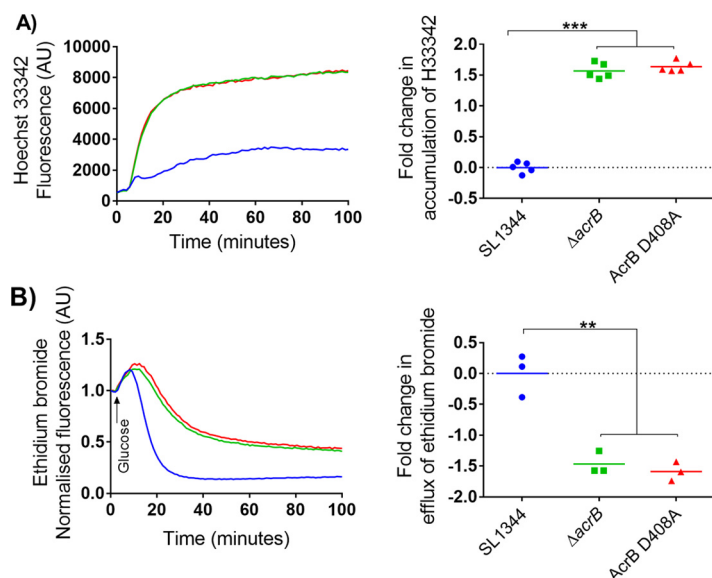 A)
Hoechst 33342
Fluorescence (AU)
10000
8000
6000
4000
2000
0
0 20 40 60 80 100
Time (minutes)
Fold change in
accumulation of H33342
***
2.0
1.5
1.0
0.5
0.0
-0.5
SL1344
ΔacrB
AcrB D408A
B)
Ethidium bromide
Normalised fluorescence (AU)
1.5
1.0
0.5
0.0
Glucose
0 20 40 60 80 100
Time (minutes)
Fold change in
efflux of ethidium bromide
**
0.5
0.0
-0.5
-1.0
-1.5
-2.0
SL1344
ΔacrB
AcrB D408A